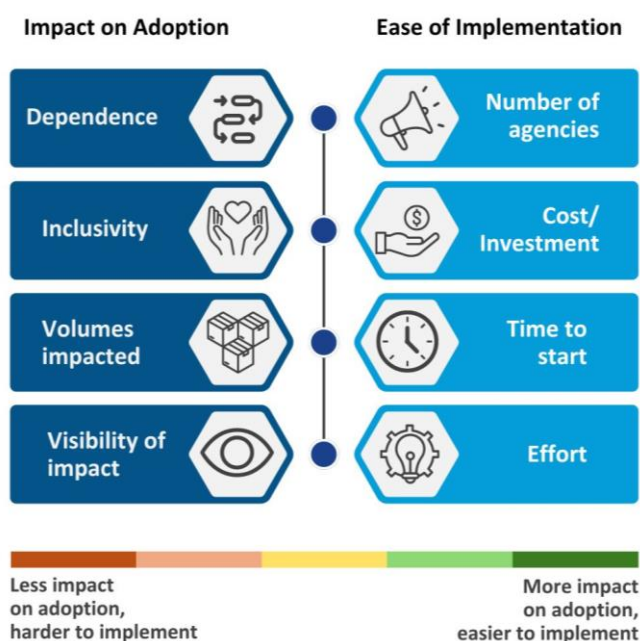 Impact on Adoption
Ease of Implementation
Dependence
Number of
agencies
Inclusivity
$
Cost/
Investment
Volumes
impacted
Time to
start
Visibility of
impact
Effort
Less impact
on adoption,
harder to implement
More impact
on adoption,
easier to implement